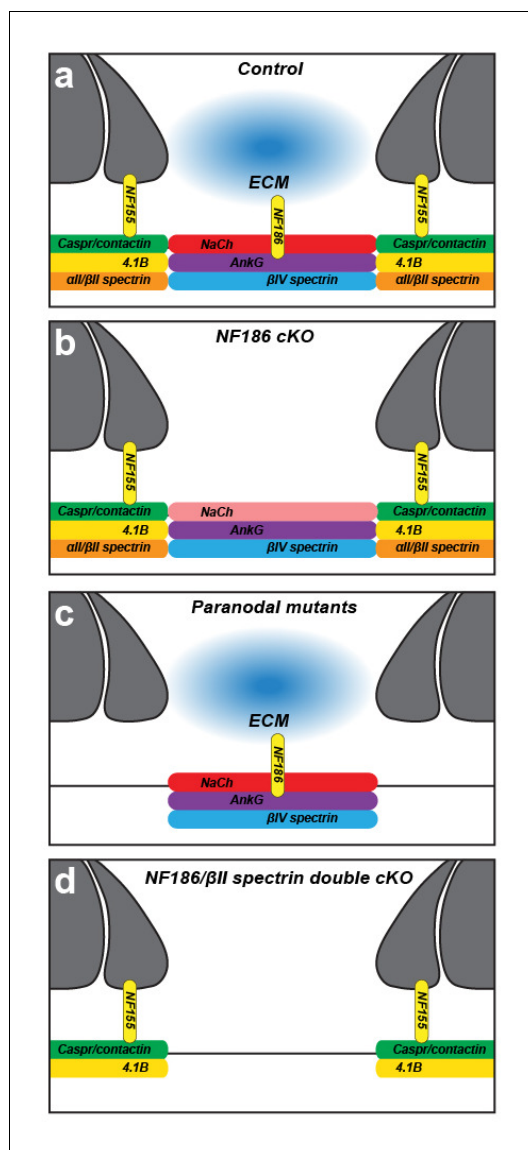 a
Control
ECM
NF155
NF186
NF155
Caspr/contactin
NaCh
Caspr/contactin
4.1B
AnkG
4.1B
αII/βII spectrin
βIV spectrin
αII/βII spectrin
b
NF186 cKO
NF155
NF155
Caspr/contactin
NaCh
Caspr/contactin
4.1B
AnkG
4.1B
αII/βII spectrin
βIV spectrin
αII/βII spectrin
c
Paranodal mutants
ECM
NF186
NaCh
AnkG
βIV spectrin
d
NF186/βII spectrin double cKO
NF155
NF155
Caspr/contactin
Caspr/contactin
4.1B
4.1B